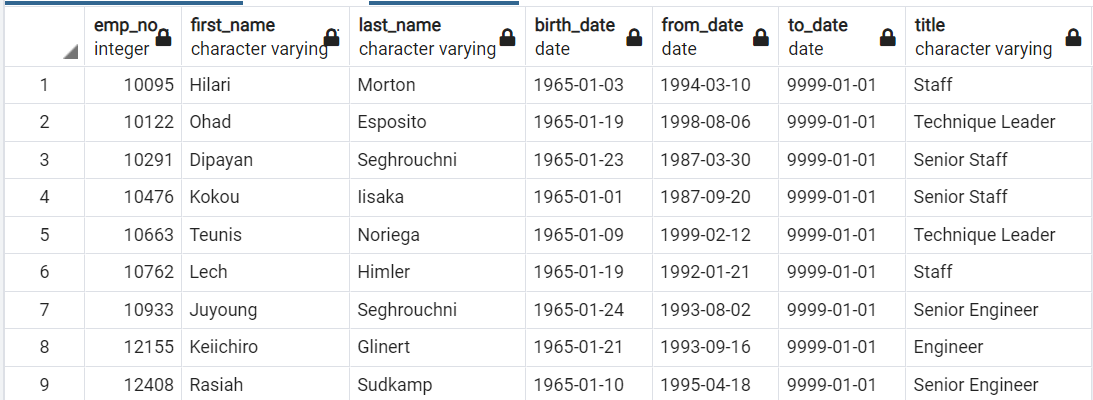 emp_no first_name last_name birth_date from_date to_date title
integer character varying character varying date date date character varying
1 10095 Hilari Morton 1965-01-03 1994-03-10 9999-01-01 Staff
2 10122 Ohad Esposito 1965-01-19 1998-08-06 9999-01-01 Technique Leader
3 10291 Dipayan Seghrouchni 1965-01-23 1987-03-30 9999-01-01 Senior Staff
4 10476 Kokou Iisaka 1965-01-01 1987-09-20 9999-01-01 Senior Staff
5 10663 Teunis Noriega 1965-01-09 1999-02-12 9999-01-01 Technique Leader
6 10762 Lech Himler 1965-01-19 1992-01-21 9999-01-01 Staff
7 10933 Juyoung Seghrouchni 1965-01-24 1993-08-02 9999-01-01 Senior Engineer
8 12155 Keiichiro Glinert 1965-01-21 1993-09-16 9999-01-01 Engineer
9 12408 Rasiah Sudkamp 1965-01-10 1995-04-18 9999-01-01 Senior Engineer